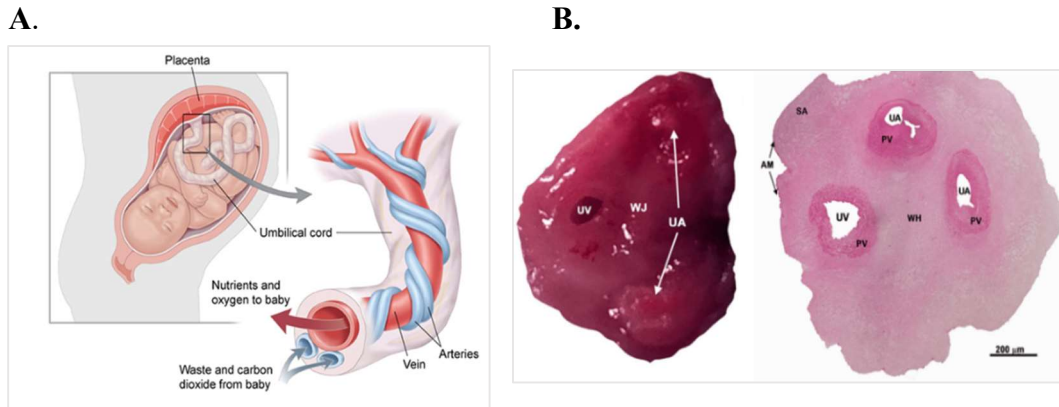 A.
B.
Placenta
Umbilical cord
Nutrients and
oxygen to baby
Vein
Arteries
Waste and carbon
dioxide from baby
UV
WJ
UA
SA
AM
UA
PV
UA
PV
UV
PV
WH
200 µm